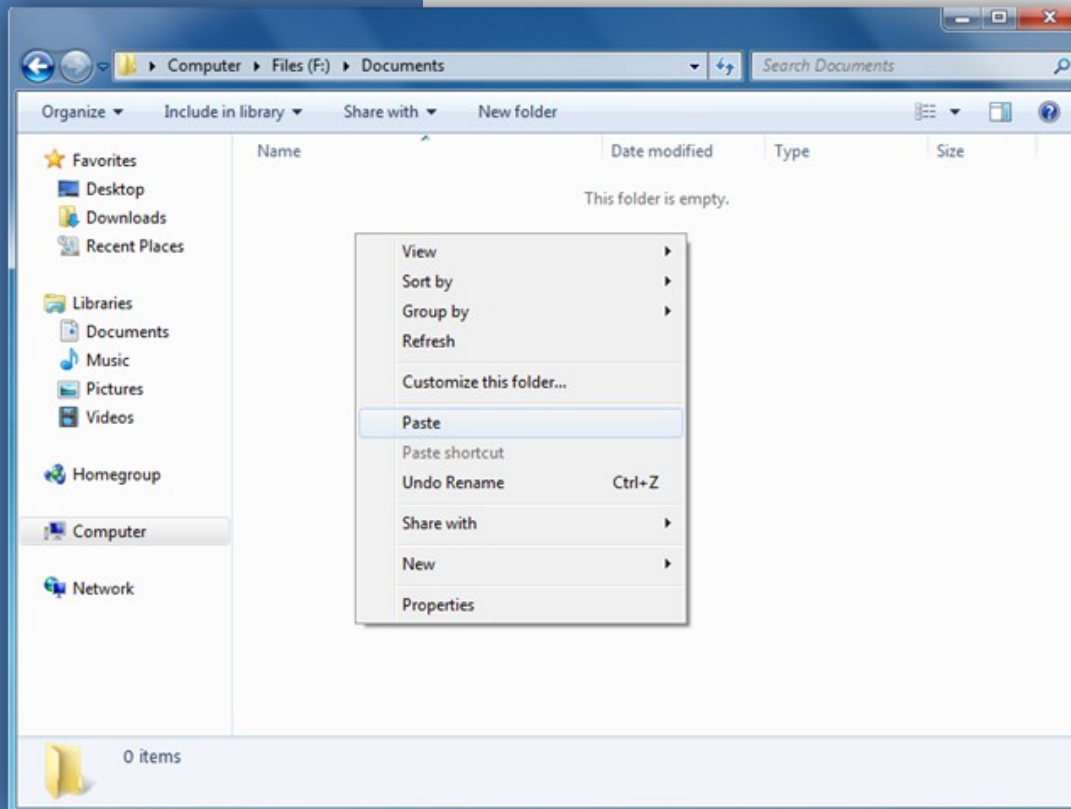 Computer Files (F:) Documents
Search Documents
Organize Include in library Share with New folder
Favorites
Desktop
Downloads
Recent Places
Libraries
Documents
Music
Pictures
Videos
Homegroup
Computer
Network
Name Date modified Type Size
This folder is empty.
View
Sort by
Group by
Refresh
Customize this folder...
Paste
Paste shortcut
Undo Rename Ctrl+Z
Share with
New
Properties
0 items